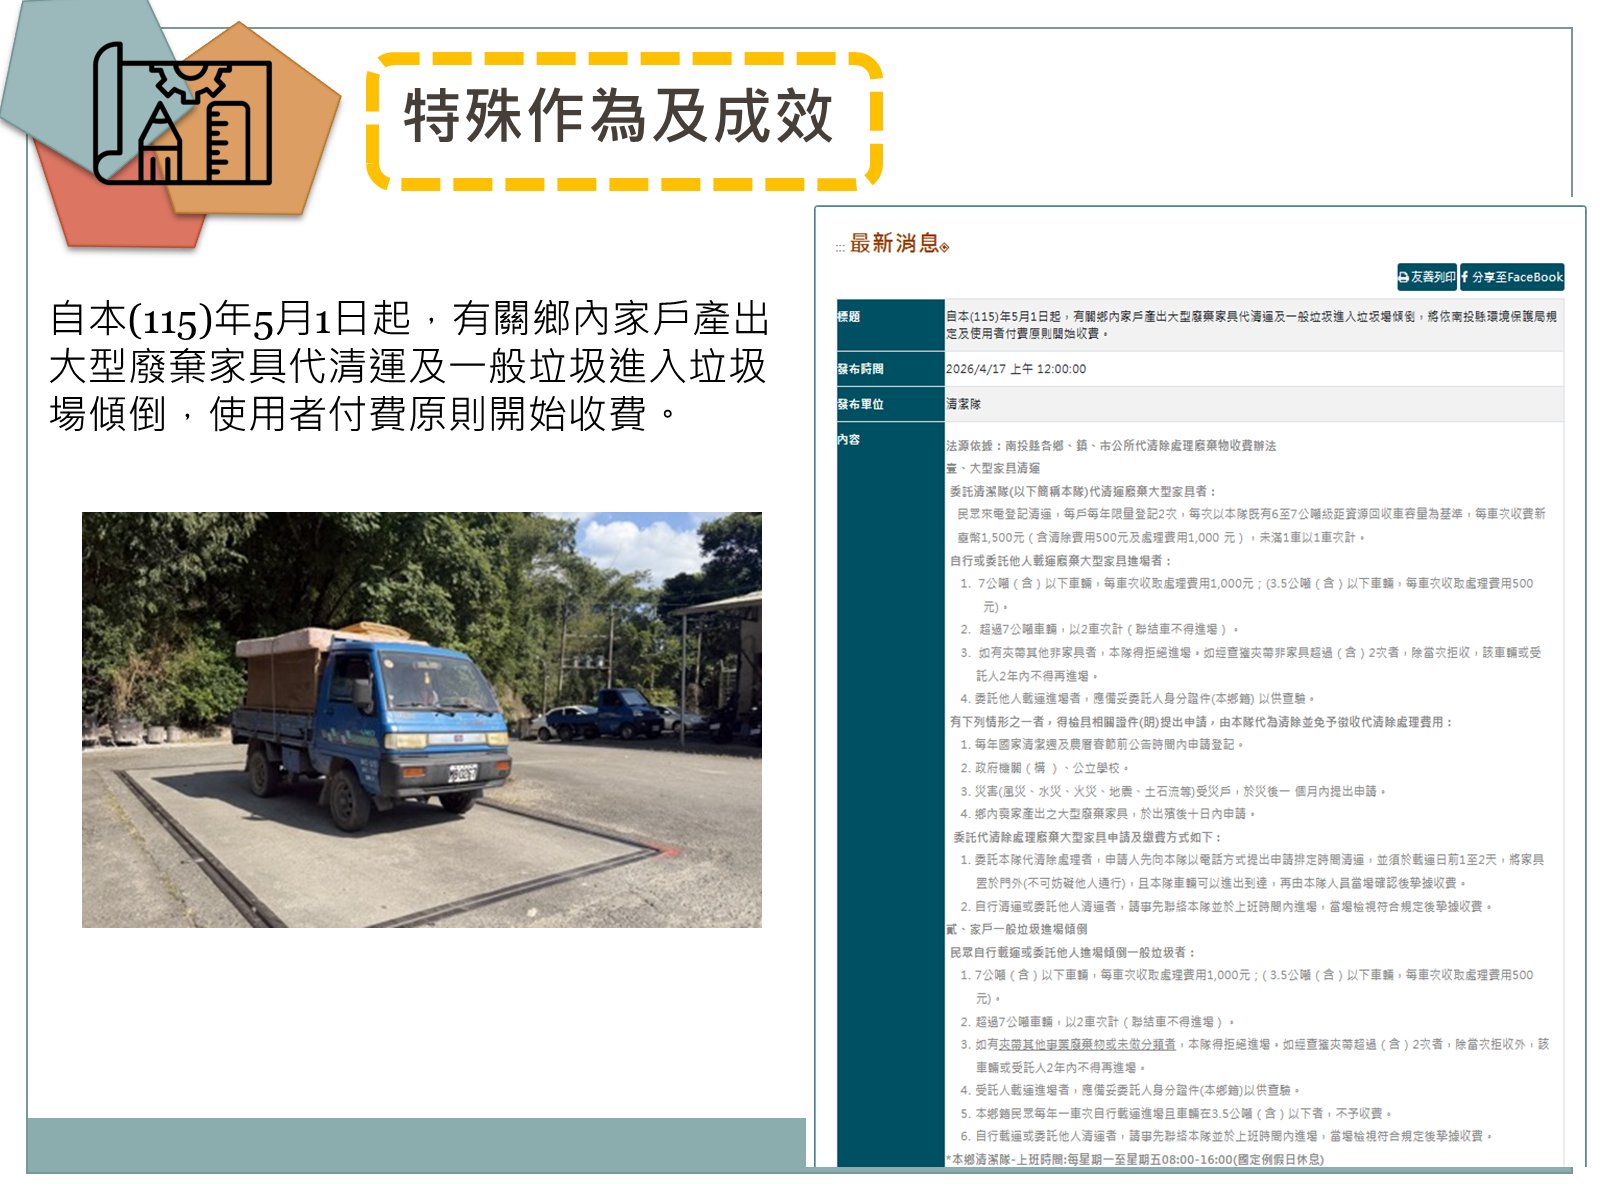 特殊作為及成效
自本(115)年5月1日起，有關鄉內家戶產出
大型廢棄家具代清運及一般垃圾進入垃圾
場傾倒，使用者付費原則開始收費。
::: 最新消息
友善列印 分享至FaceBook
標題 自本(115)年5月1日起，有關鄉內家戶產出大型廢棄家具代清運及一般垃圾進入垃圾場傾倒，將依南投縣環境保護局規
定及使用者付費原則開始收費。
發布時間 2026/4/17 上午 12:00:00
發布單位 清潔隊
內容
法源依據：南投縣各鄉、鎮、市公所代清除處理廢棄物收費辦法
壹、大型家具清運
委託清潔隊(以下簡稱本隊)代清運廢棄大型家具者：
民眾來電登記清運，每戶每年限量登記2次，每次以本隊既有6至7公噸級距資源回收車容量為基準，每車次收費新
臺幣1,500元（含清除費用500元及處理費用1,000 元），未滿1車以1車次計。
自行或委託他人載運廢棄大型家具進場者：
1. 7公噸（含）以下車輛，每車次收取處理費用1,000元；(3.5公噸（含）以下車輛，每車次收取處理費用500
元)。
2. 超過7公噸車輛，以2車次計（聯結車不得進場）。
3. 如有夾帶其他非家具者，本隊得拒絕進場。如經查獲夾帶非家具超過（含）2次者，除當次拒收，該車輛或受
託人2年內不得再進場。
4. 委託他人載運進場者，應備妥委託人身分證件(本鄉籍) 以供查驗。
有下列情形之一者，得檢具相關證件(明)提出申請，由本隊代為清除並免予徵收代清除處理費用：
1. 每年國家清潔週及農曆春節前公告時間內申請登記。
2. 政府機關（構 ）、公立學校。
3. 災害(風災、水災、火災、地震、土石流等)受災戶，於災後一 個月內提出申請。
4. 鄉內喪家產出之大型廢棄家具，於出殯後十日內申請。
委託代清除處理廢棄大型家具申請及繳費方式如下：
1. 委託本隊代清除處理者，申請人先向本隊以電話方式提出申請排定時間清運，並須於載運日前1至2天，將家具
置於門外(不可妨礙他人通行)，且本隊車輛可以進出到達，再由本隊人員當場確認後掣據收費。
2. 自行清運或委託他人清運者，請事先聯絡本隊並於上班時間內進場，當場檢視符合規定後掣據收費。
貳、家戶一般垃圾進場傾倒
民眾自行載運或委託他人進場傾倒一般垃圾者：
1. 7公噸（含）以下車輛，每車次收取處理費用1,000元；( 3.5公噸（含）以下車輛，每車次收取處理費用500
元)。
2. 超過7公噸車輛，以2車次計（聯結車不得進場）。
3. 如有夾帶其他事業廢棄物或未做分類者，本隊得拒絕進場。如經查獲夾帶超過（含）2次者，除當次拒收外，該
車輛或受託人2年內不得再進場。
4. 受託人載運進場者，應備妥委託人身分證件(本鄉籍)以供查驗。
5. 本鄉籍民眾每年一車次自行載運進場且車輛在3.5公噸（含）以下者，不予收費。
6. 自行載運或委託他人清運者，請事先聯絡本隊並於上班時間內進場，當場檢視符合規定後掣據收費。
*本鄉清潔隊-上班時間:每星期一至星期五08:00-16:00(國定例假日休息)